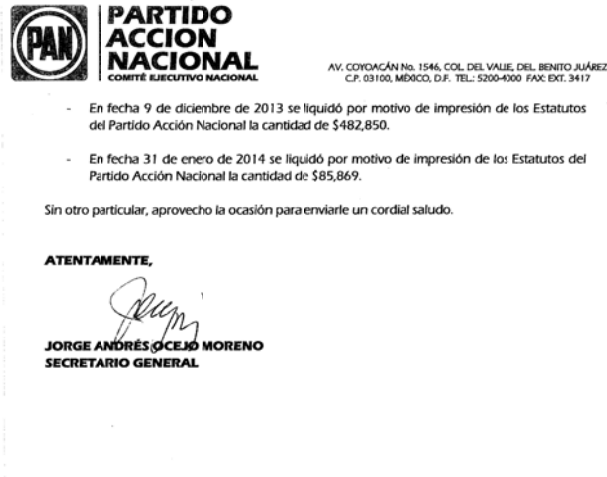 PAN
PARTIDO
ACCION
NACIONAL
COMITÉ EJECUTIVO NACIONAL
AV. COYOACÁN No. 1546, COL. DEL VALLE, DEL. BENITO JUÁREZ
C.P. 03100, MÉXICO, D.F. TEL.: 5200-4000 FAX: EXT. 3417
- En fecha 9 de diciembre de 2013 se liquidó por motivo de impresión de los Estatutos
del Partido Acción Nacional la cantidad de $482,850.
- En fecha 31 de enero de 2014 se liquidó por motivo de impresión de los Estatutos del
Partido Acción Nacional la cantidad de $85,869.
Sin otro particular, aprovecho la ocasión para enviarle un cordial saludo.
ATENTAMENTE,
JORGE ANDRÉS OCEJO MORENO
SECRETARIO GENERAL